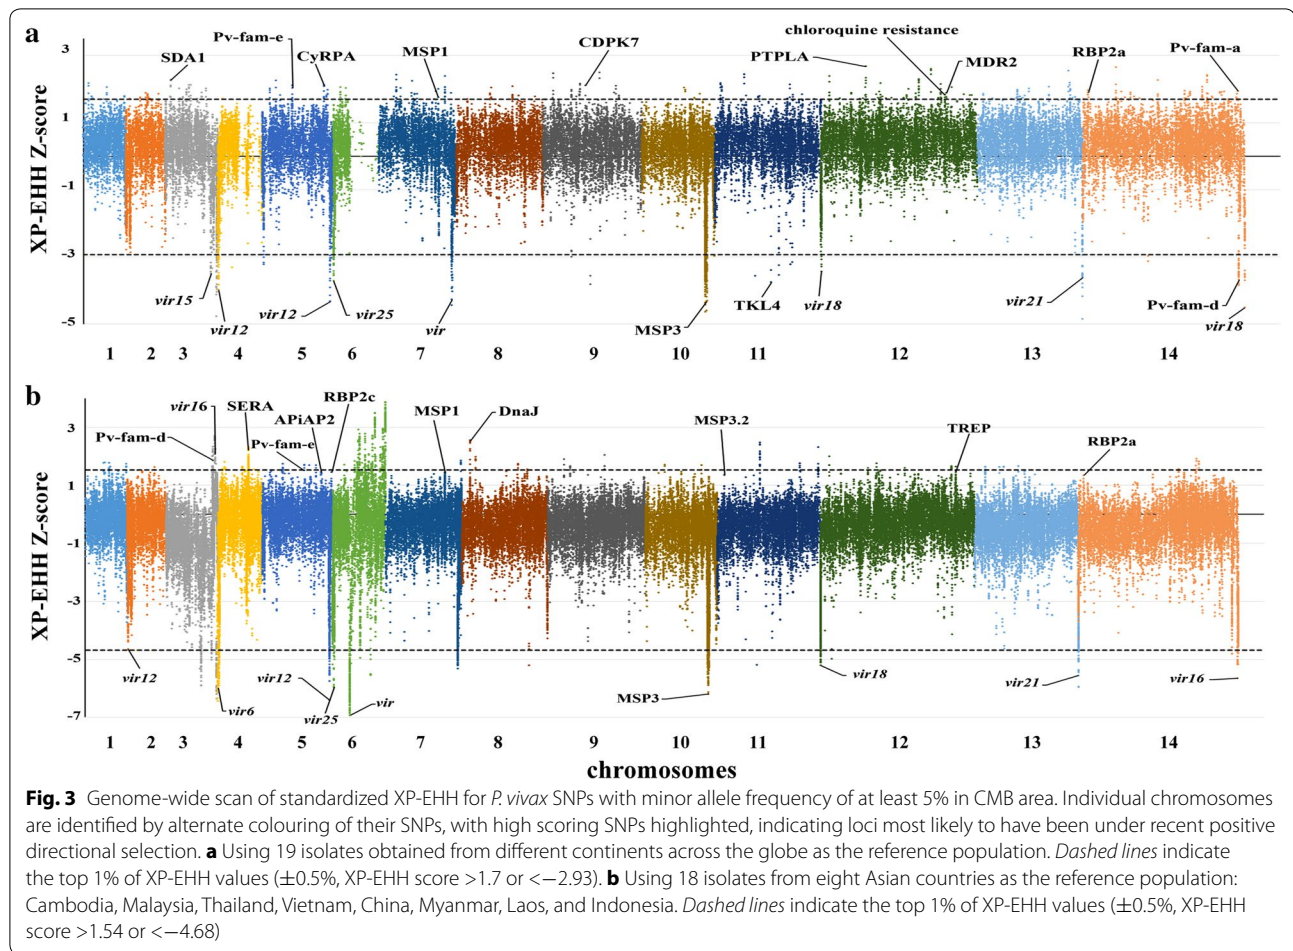 a
3
1
-1
-3
-5
XP-EHH Z-score
SDA1
Pv-fam-e
CyRPA
MSP1
CDPK7
PTPLA
chloroquine resistance
MDR2
RBP2a
Pv-fam-a
vir15
vir12
vir12
vir25
vir
MSP3
TKL4
vir18
vir21
Pv-fam-d
vir18
1 2 3 4 5 6 7 8 9 10 11 12 13 14
b
3
1
-1
-3
-5
-7
XP-EHH Z-score
Pv-fam-d
vir16
SERA
Pv-fam-e
APiAP2
RBP2c
MSP1
DnaJ
MSP3.2
TREP
RBP2a
vir12
vir6
vir12
vir25
vir
MSP3
vir18
vir21
vir16
1 2 3 4 5 6 7 8 9 10 11 12 13 14
chromosomes
Fig. 3 Genome-wide scan of standardized XP-EHH for P. vivax SNPs with minor allele frequency of at least 5% in CMB area. Individual chromosomes
are identified by alternate colouring of their SNPs, with high scoring SNPs highlighted, indicating loci most likely to have been under recent positive
directional selection. a Using 19 isolates obtained from different continents across the globe as the reference population. Dashed lines indicate
the top 1% of XP-EHH values (±0.5%, XP-EHH score >1.7 or <−2.93). b Using 18 isolates from eight Asian countries as the reference population:
Cambodia, Malaysia, Thailand, Vietnam, China, Myanmar, Laos, and Indonesia. Dashed lines indicate the top 1% of XP-EHH values (±0.5%, XP-EHH
score >1.54 or <−4.68)